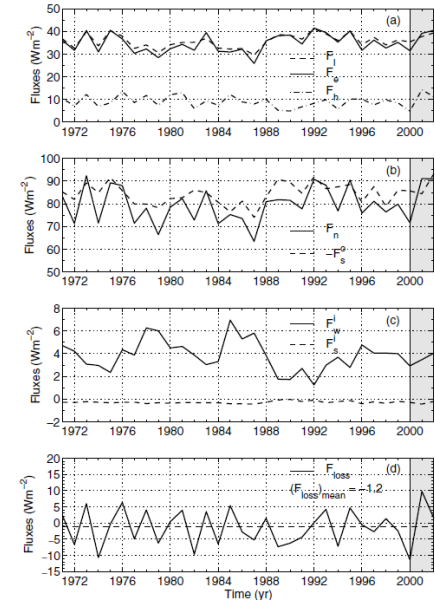 (a)
50
40
30
20
10
0
Fluxes (Wm⁻²)
F_l
F_e
F_h
1972 1976 1980 1984 1988 1992 1996 2000
(b)
100
90
80
70
60
50
Fluxes (Wm⁻²)
F_n
−F_s^o
1972 1976 1980 1984 1988 1992 1996 2000
(c)
8
6
4
2
0
−2
Fluxes (Wm⁻²)
F_w^i
F_s^i
1972 1976 1980 1984 1988 1992 1996 2000
(d)
20
15
10
5
0
−5
−10
−15
Fluxes (Wm⁻²)
F_loss
(F_loss)_mean = −1.2
1972 1976 1980 1984 1988 1992 1996 2000
Time (yr)